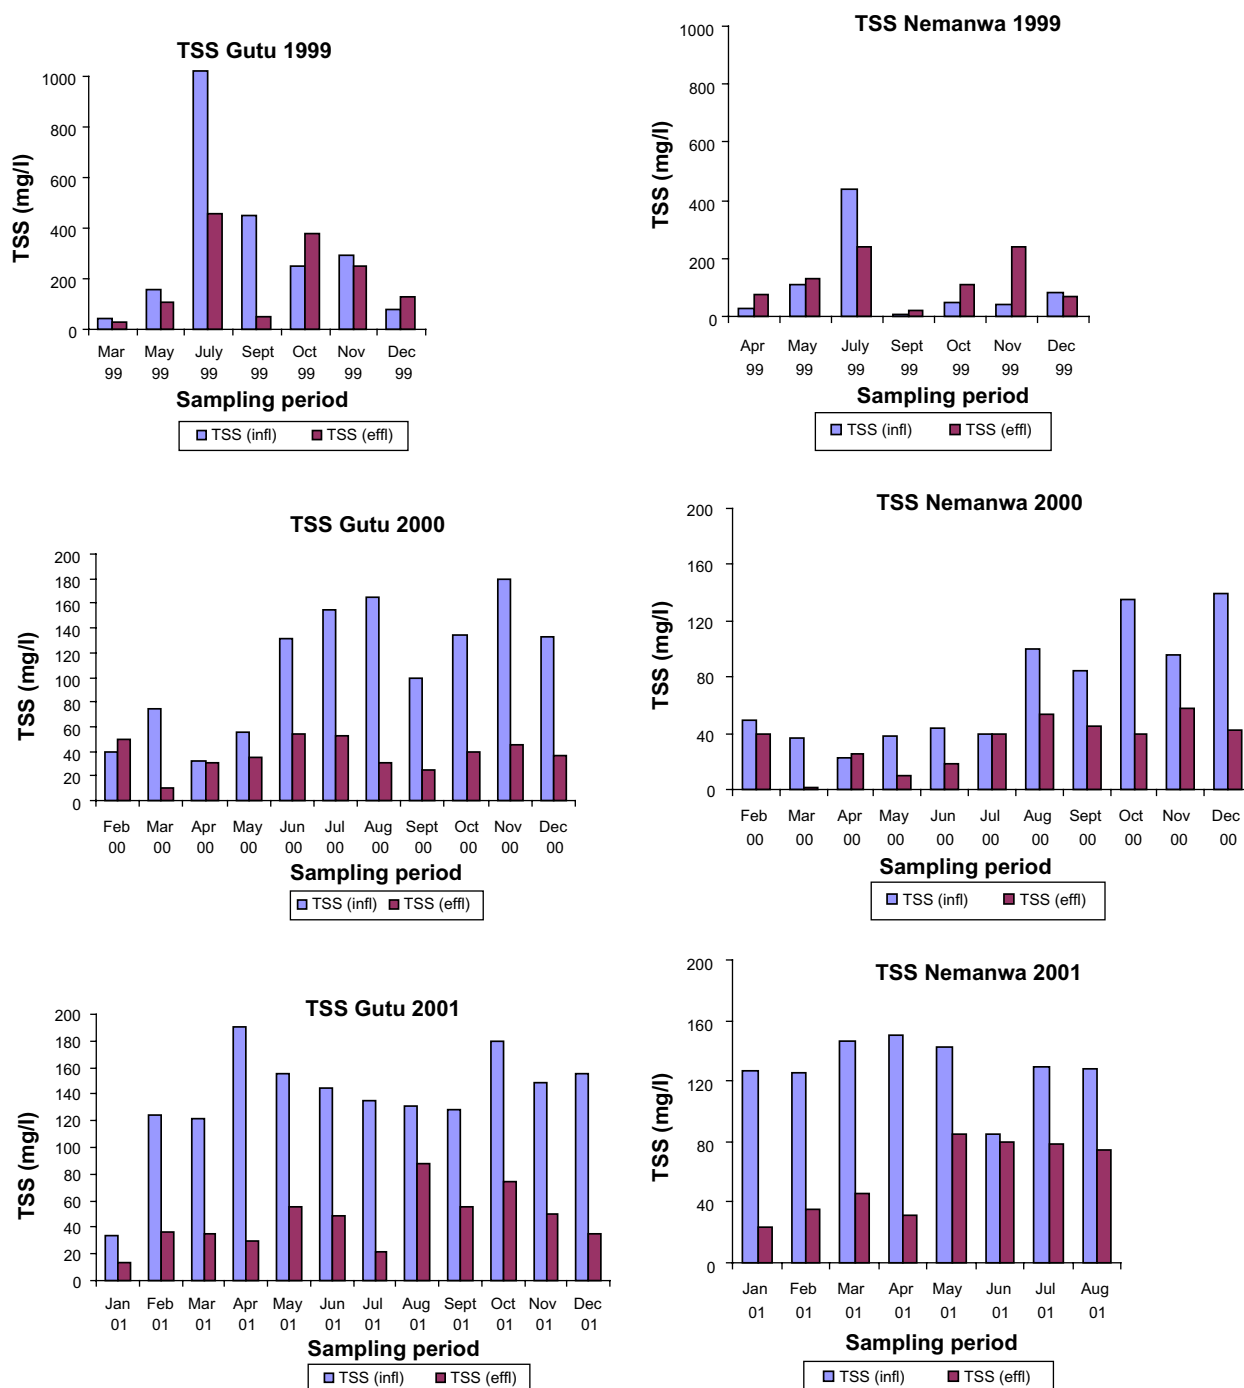 TSS Gutu 1999
TSS (mg/l)
1000
800
600
400
200
0
Mar May July Sept Oct Nov Dec
99 99 99 99 99 99 99
Sampling period
TSS (infl) TSS (effl)
TSS Nemanwa 1999
TSS (mg/l)
1000
800
600
400
200
0
Apr May July Sept Oct Nov Dec
99 99 99 99 99 99 99
Sampling period
TSS (infl) TSS (effl)
TSS Gutu 2000
TSS (mg/l)
200
180
160
140
120
100
80
60
40
20
0
Feb Mar Apr May Jun Jul Aug Sept Oct Nov Dec
00 00 00 00 00 00 00 00 00 00 00
Sampling period
TSS (infl) TSS (effl)
TSS Nemanwa 2000
TSS (mg/l)
200
160
120
80
40
0
Feb Mar Apr May Jun Jul Aug Sept Oct Nov Dec
00 00 00 00 00 00 00 00 00 00 00
Sampling period
TSS (infl) TSS (effl)
TSS Gutu 2001
TSS (mg/l)
200
180
160
140
120
100
80
60
40
20
0
Jan Feb Mar Apr May Jun Jul Aug Sept Oct Nov Dec
01 01 01 01 01 01 01 01 01 01 01 01
Sampling period
TSS (infl) TSS (effl)
TSS Nemanwa 2001
TSS (mg/l)
200
160
120
80
40
0
Jan Feb Mar Apr May Jun Jul Aug
01 01 01 01 01 01 01 01
Sampling period
TSS (infl) TSS (effl)